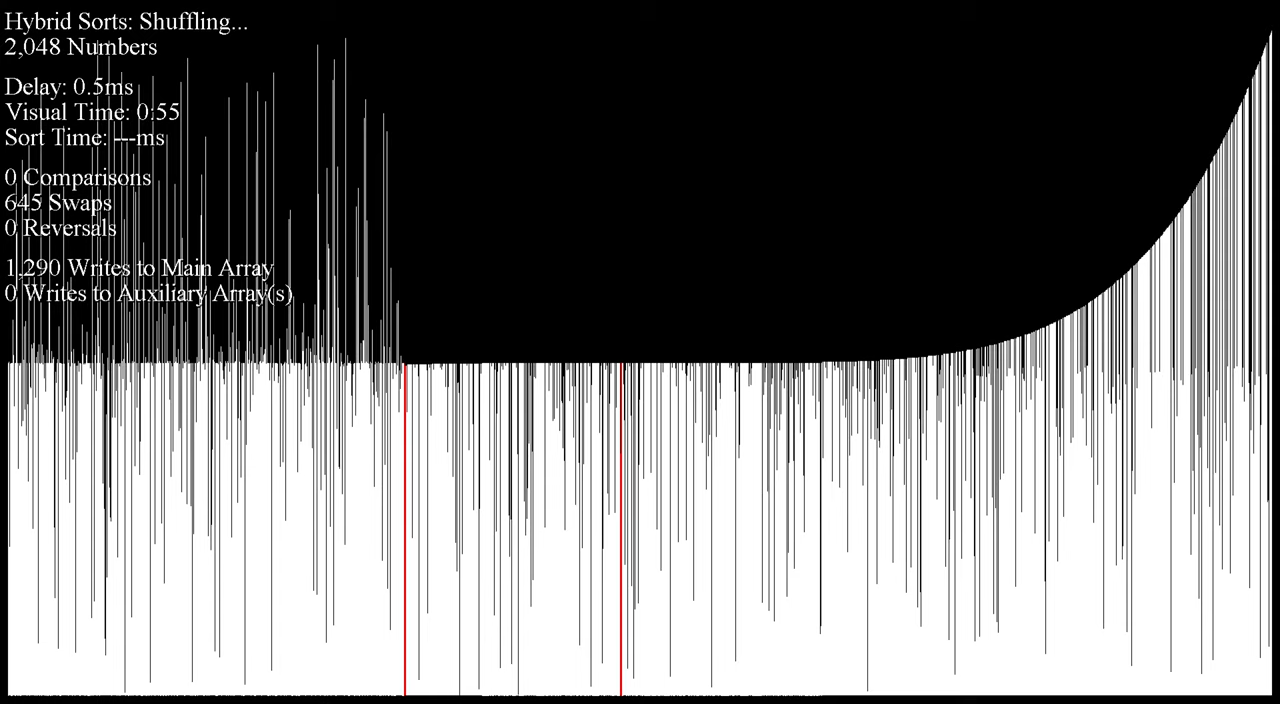 Hybrid Sorts: Shuffling...
2,048 Numbers
Delay: 0.5ms
Visual Time: 0:55
Sort Time: ---ms
0 Comparisons
645 Swaps
0 Reversals
1,290 Writes to Main Array
0 Writes to Auxiliary Array(s)